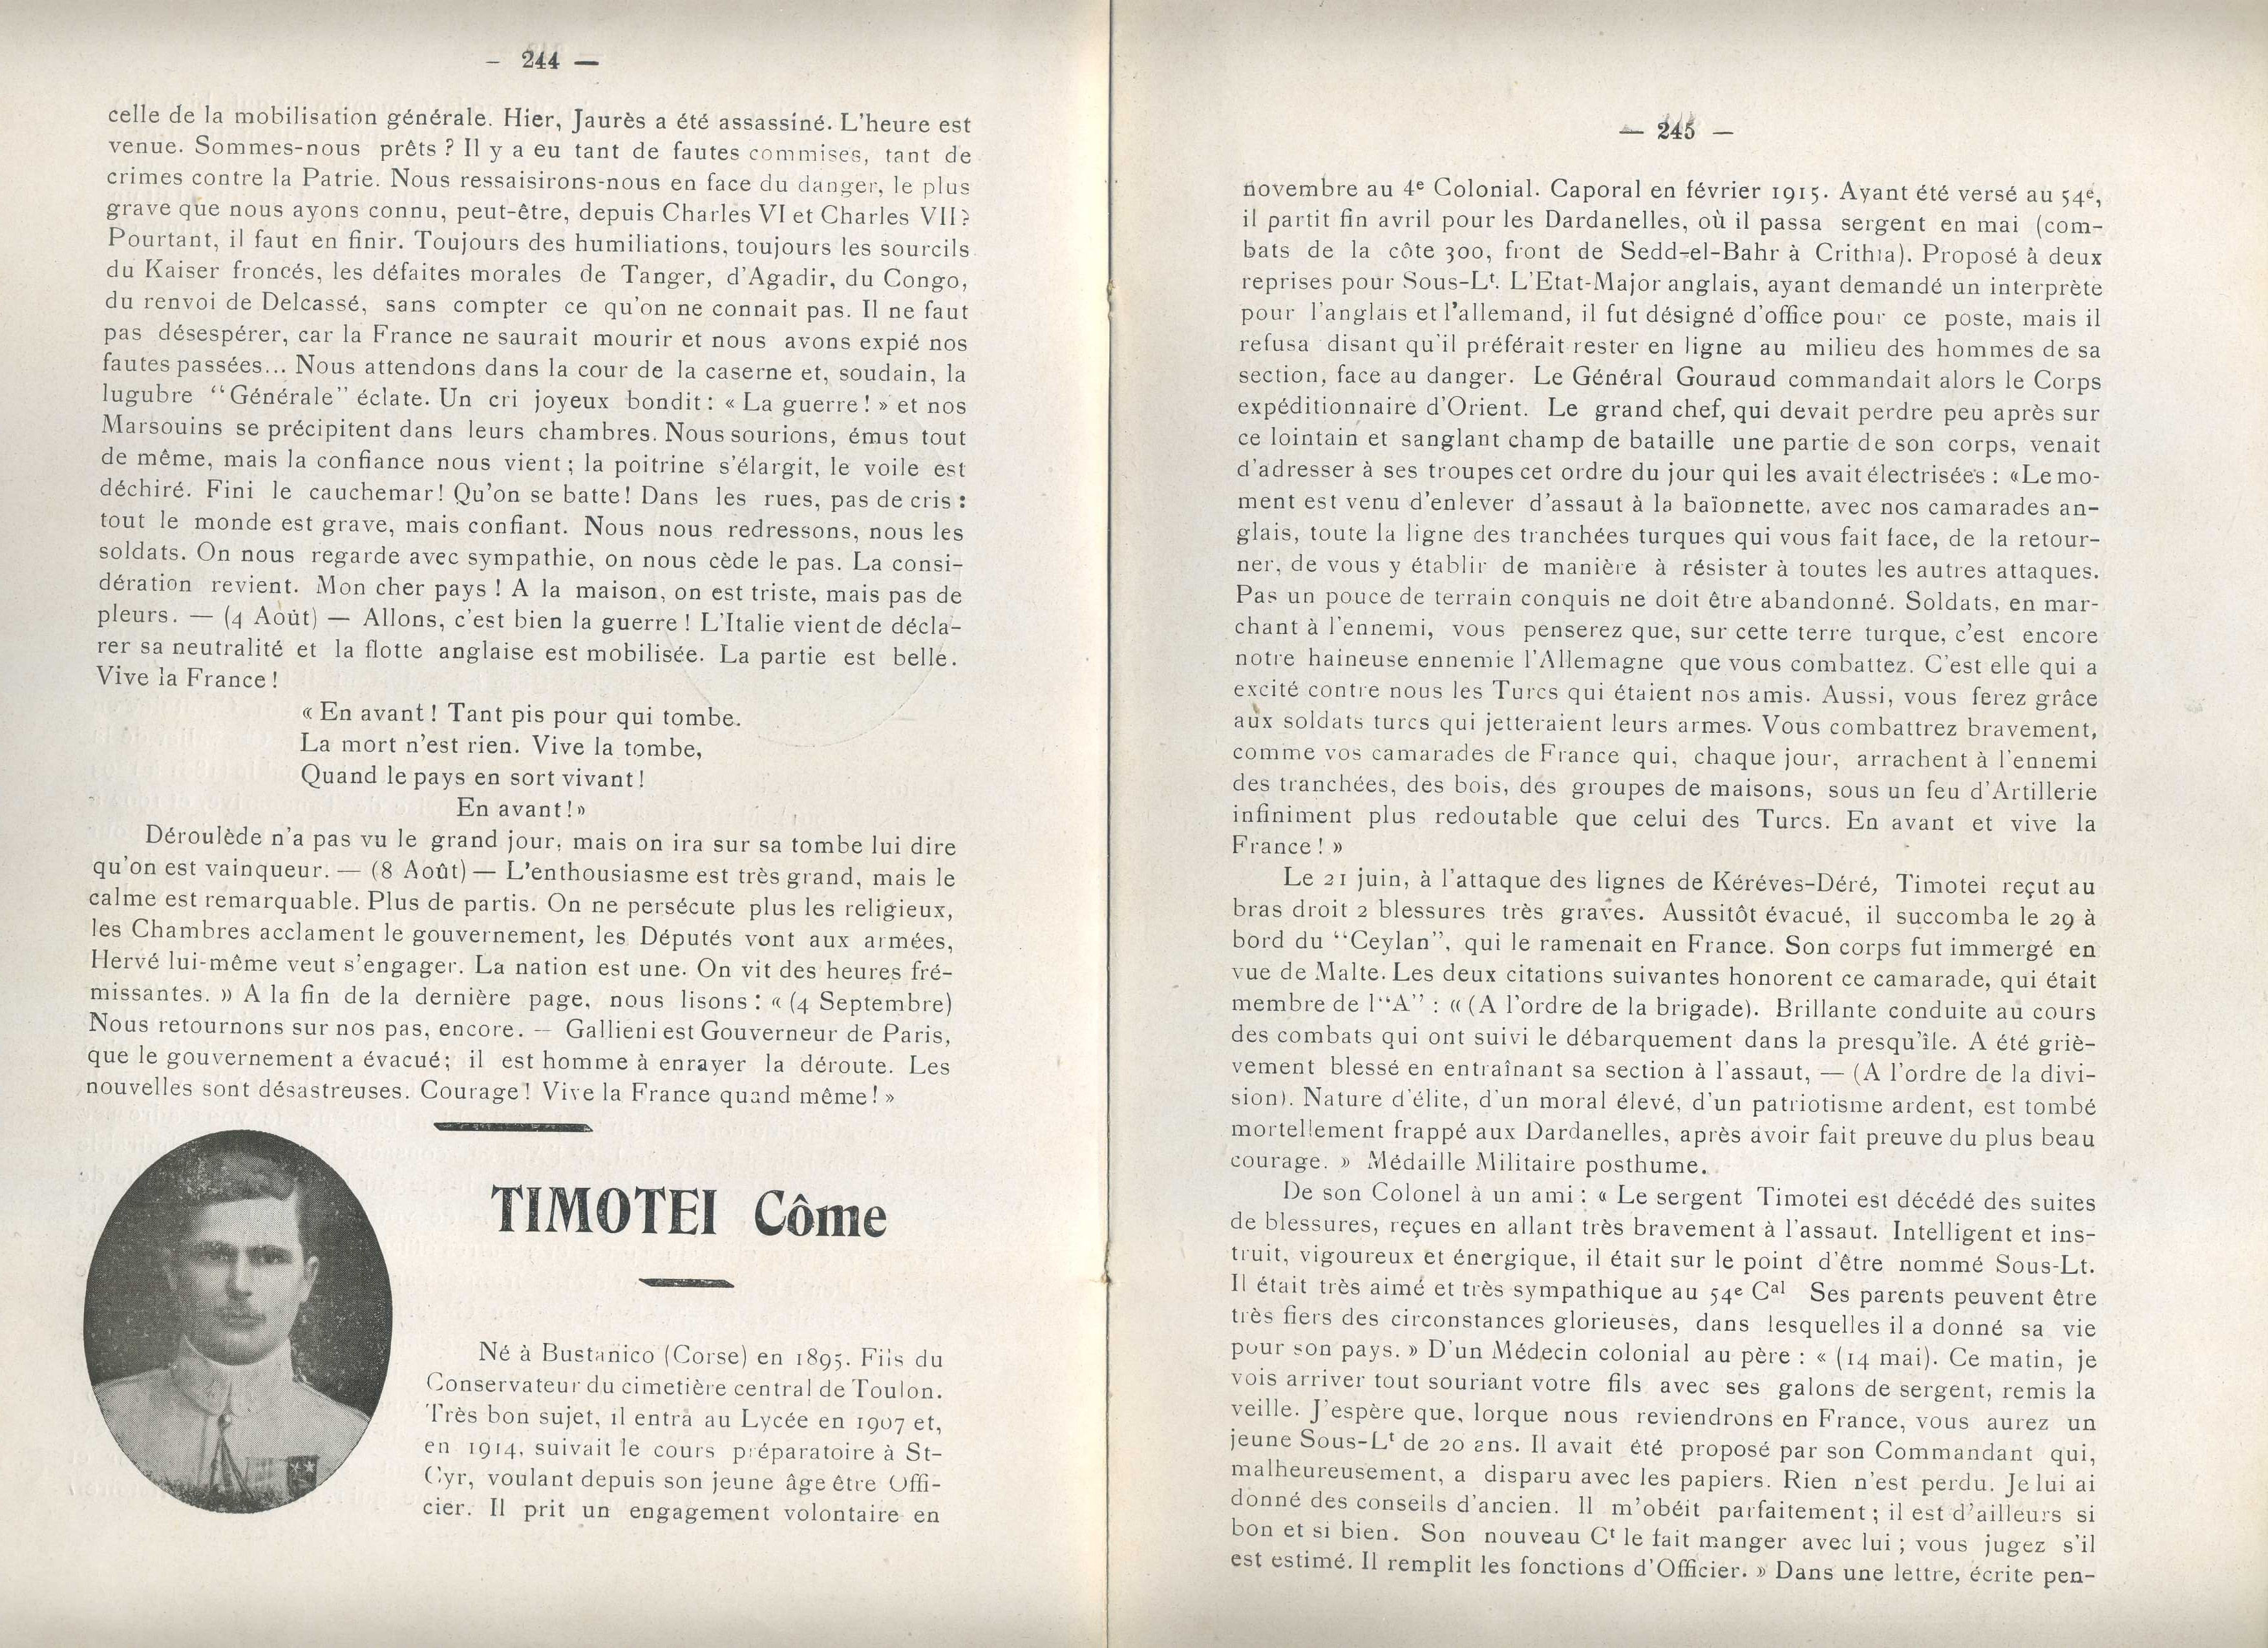 — 244 —
celle de la mobilisation générale. Hier, Jaurès a été assassiné. L'heure est
venue. Sommes-nous prêts ? Il y a eu tant de fautes commises, tant de
crimes contre la Patrie. Nous ressaisirons-nous en face du danger, le plus
grave que nous ayons connu, peut-être, depuis Charles VI et Charles VII ?
Pourtant, il faut en finir. Toujours des humiliations, toujours les sourcils
du Kaiser froncés, les défaites morales de Tanger, d'Agadir, du Congo,
du renvoi de Delcassé, sans compter ce qu'on ne connait pas. Il ne faut
pas désespérer, car la France ne saurait mourir et nous avons expié nos
fautes passées... Nous attendons dans la cour de la caserne et, soudain, la
lugubre “Générale” éclate. Un cri joyeux bondit : « La guerre ! » et nos
Marsouins se précipitent dans leurs chambres. Nous sourions, émus tout
de même, mais la confiance nous vient ; la poitrine s'élargit, le voile est
déchiré. Fini le cauchemar ! Qu'on se batte ! Dans les rues, pas de cris :
tout le monde est grave, mais confiant. Nous nous redressons, nous les
soldats. On nous regarde avec sympathie, on nous cède le pas. La consi-
dération revient. Mon cher pays ! A la maison, on est triste, mais pas de
pleurs. — (4 Août) — Allons, c'est bien la guerre ! L'Italie vient de décla-
rer sa neutralité et la flotte anglaise est mobilisée. La partie est belle.
Vive la France !
« En avant ! Tant pis pour qui tombe.
La mort n'est rien. Vive la tombe,
Quand le pays en sort vivant !
En avant ! »
Déroulède n'a pas vu le grand jour, mais on ira sur sa tombe lui dire
qu'on est vainqueur. — (8 Août) — L'enthousiasme est très grand, mais le
calme est remarquable. Plus de partis. On ne persécute plus les religieux,
les Chambres acclament le gouvernement, les Députés vont aux armées,
Hervé lui-même veut s'engager. La nation est une. On vit des heures fré-
missantes. » A la fin de la dernière page, nous lisons : « (4 Septembre)
Nous retournons sur nos pas, encore. — Gallieni est Gouverneur de Paris,
que le gouvernement a évacué ; il est homme à enrayer la déroute. Les
nouvelles sont désastreuses. Courage ! Vive la France quand même ! »
TIMOTEI Côme
Né à Bustanico (Corse) en 1895. Fils du
Conservateur du cimetière central de Toulon.
Très bon sujet, il entra au Lycée en 1907 et,
en 1914, suivait le cours préparatoire à St-
Cyr, voulant depuis son jeune âge être Offi-
cier. Il prit un engagement volontaire en
— 245 —
novembre au 4e Colonial. Caporal en février 1915. Ayant été versé au 54e,
il partit fin avril pour les Dardanelles, où il passa sergent en mai (com-
bats de la côte 300, front de Sedd-el-Bahr à Crithia). Proposé à deux
reprises pour Sous-Lt. L'Etat-Major anglais, ayant demandé un interprète
pour l'anglais et l'allemand, il fut désigné d'office pour ce poste, mais il
refusa disant qu'il préférait rester en ligne au milieu des hommes de sa
section, face au danger. Le Général Gouraud commandait alors le Corps
expéditionnaire d'Orient. Le grand chef, qui devait perdre peu après sur
ce lointain et sanglant champ de bataille une partie de son corps, venait
d'adresser à ses troupes cet ordre du jour qui les avait électrisées : «Le mo-
ment est venu d'enlever d'assaut à la baïonnette, avec nos camarades an-
glais, toute la ligne des tranchées turques qui vous fait face, de la retour-
ner, de vous y établir de manière à résister à toutes les autres attaques.
Pas un pouce de terrain conquis ne doit être abandonné. Soldats, en mar-
chant à l'ennemi, vous penserez que, sur cette terre turque, c'est encore
notre haineuse ennemie l'Allemagne que vous combattez. C'est elle qui a
excité contre nous les Turcs qui étaient nos amis. Aussi, vous ferez grâce
aux soldats turcs qui jetteraient leurs armes. Vous combattrez bravement,
comme vos camarades de France qui, chaque jour, arrachent à l'ennemi
des tranchées, des bois, des groupes de maisons, sous un feu d'Artillerie
infiniment plus redoutable que celui des Turcs. En avant et vive la
France ! »
Le 21 juin, à l'attaque des lignes de Kéréves-Déré, Timotei reçut au
bras droit 2 blessures très graves. Aussitôt évacué, il succomba le 29 à
bord du “Ceylan”, qui le ramenait en France. Son corps fut immergé en
vue de Malte. Les deux citations suivantes honorent ce camarade, qui était
membre de l'“A” : « (A l'ordre de la brigade). Brillante conduite au cours
des combats qui ont suivi le débarquement dans la presqu'île. A été griè-
vement blessé en entraînant sa section à l'assaut, — (A l'ordre de la divi-
sion). Nature d'élite, d'un moral élevé, d'un patriotisme ardent, est tombé
mortellement frappé aux Dardanelles, après avoir fait preuve du plus beau
courage. » Médaille Militaire posthume.
De son Colonel à un ami : « Le sergent Timotei est décédé des suites
de blessures, reçues en allant très bravement à l'assaut. Intelligent et ins-
truit, vigoureux et énergique, il était sur le point d'être nommé Sous-Lt.
Il était très aimé et très sympathique au 54e Cal Ses parents peuvent être
très fiers des circonstances glorieuses, dans lesquelles il a donné sa vie
pour son pays. » D'un Médecin colonial au père : « (14 mai). Ce matin, je
vois arriver tout souriant votre fils avec ses galons de sergent, remis la
veille. J'espère que, lorque nous reviendrons en France, vous aurez un
jeune Sous-Lt de 20 ans. Il avait été proposé par son Commandant qui,
malheureusement, a disparu avec les papiers. Rien n'est perdu. Je lui ai
donné des conseils d'ancien. Il m'obéit parfaitement ; il est d'ailleurs si
bon et si bien. Son nouveau Ct le fait manger avec lui ; vous jugez s'il
est estimé. Il remplit les fonctions d'Officier. » Dans une lettre, écrite pen-